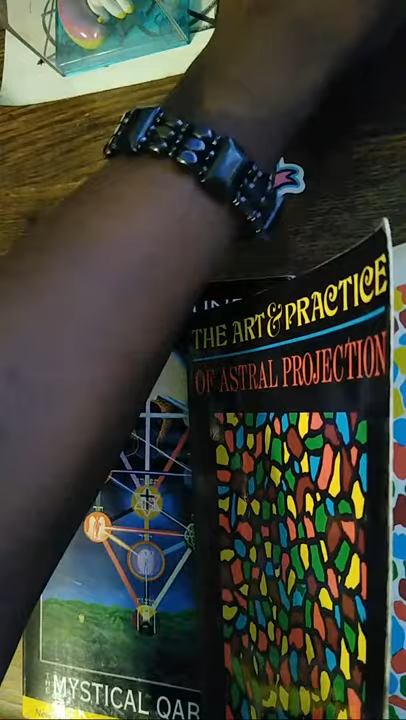 THE ART & PRACTICE
OF ASTRAL PROJECTION
MYSTICAL QAB